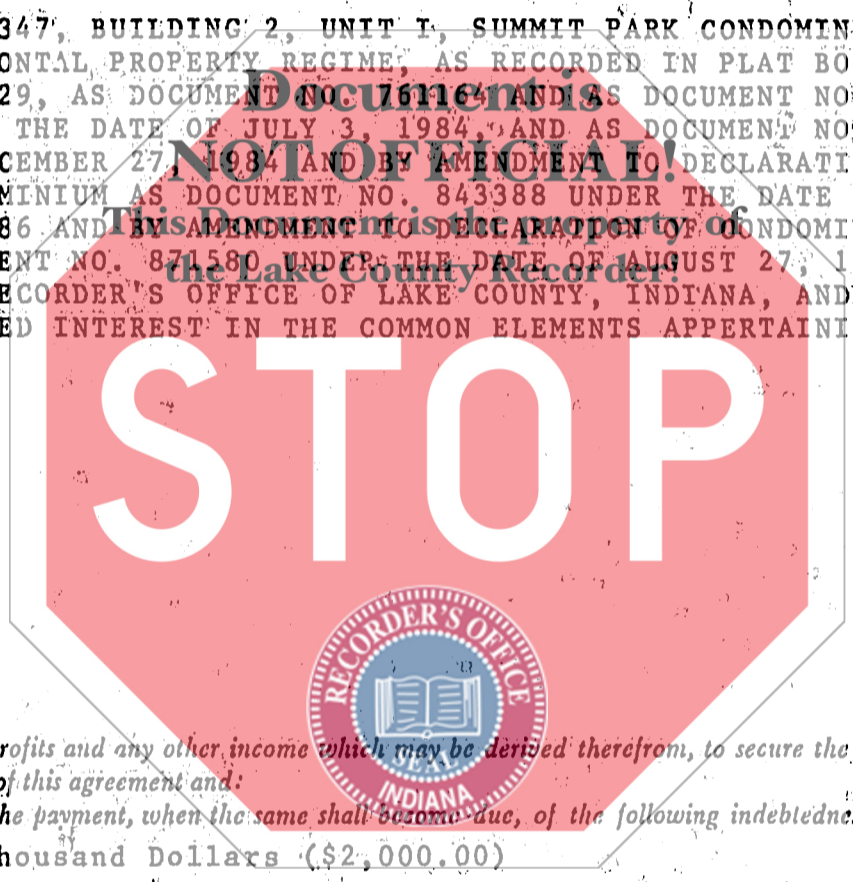 347, BUILDING 2, UNIT I, SUMMIT PARK CONDOMIN
ONTAL PROPERTY REGIME, AS RECORDED IN PLAT BO
Document is
29, AS DOCUMENT NO. 761164 AND AS DOCUMENT NO
THE DATE OF JULY 3, 1984, AND AS DOCUMENT NO
NOT OFFICIAL!
CEMBER 27, 1984 AND BY AMENDMENT TO DECLARATI
MINIUM AS DOCUMENT NO. 843388 UNDER THE DATE
This Document is the property of
86 AND BY AMENDMENT TO DECLARATION OF CONDOMI
the Lake County Recorder!
ENT NO. 871580 UNDER THE DATE OF AUGUST 27, 1
ECORDER'S OFFICE OF LAKE COUNTY, INDIANA, AND
ED INTEREST IN THE COMMON ELEMENTS APPERTAINI
STOP
RECORDER'S OFFICE
SEAL
INDIANA
rofits and any other income which may be derived therefrom, to secure the
of this agreement and:
he payment, when the same shall become due, of the following indebtedne
housand Dollars ($2,000.00)